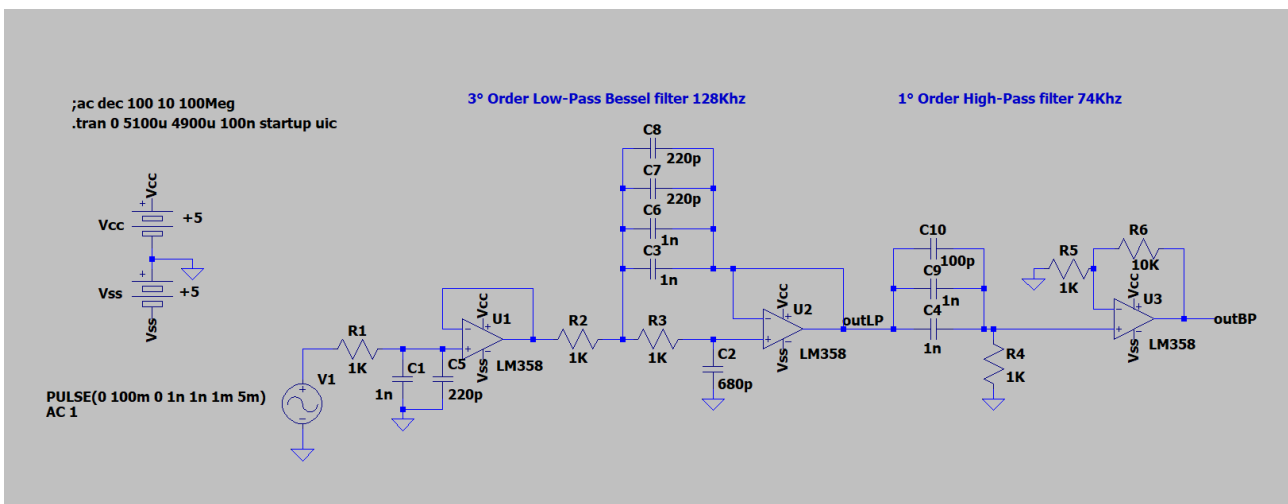 ;ac dec 100 10 100Meg
.tran 0 5100u 4900u 100n startup uic
3° Order Low-Pass Bessel filter 128Khz
1° Order High-Pass filter 74Khz
Vcc
Vcc
+5
Vss
+5
Vss
PULSE(0 100m 0 1n 1n 1m 5m)
AC 1
V1
R1
1K
C1
1n
C5
220p
Vcc
U1
Vss
LM358
R2
1K
C8
220p
C7
220p
C6
1n
C3
1n
R3
1K
C2
680p
Vcc
U2
Vss
LM358
outLP
C10
100p
C9
1n
C4
1n
R4
1K
R5
1K
R6
10K
Vcc
U3
Vss
LM358
outBP